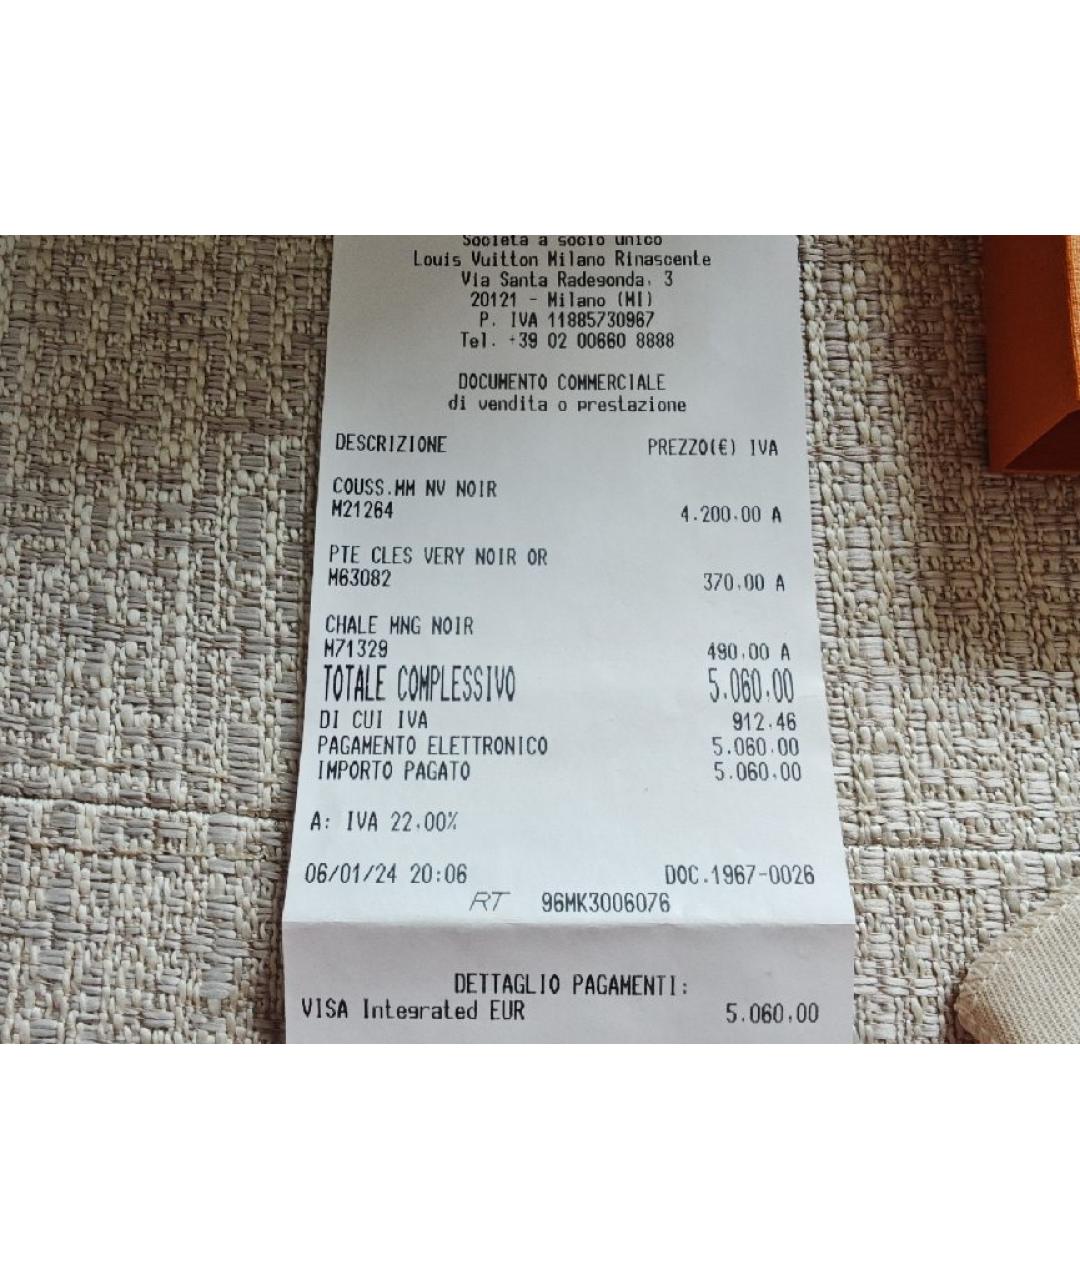 Società a socio unico
Louis Vuitton Milano Rinascente
Via Santa Radegonda, 3
20121 - Milano (MI)
P. IVA 11885730967
Tel. +39 02 00660 8888
DOCUMENTO COMMERCIALE
di vendita o prestazione
DESCRIZIONE PREZZO(€) IVA
COUSS.MM NV NOIR
M21264 4.200,00 A
PTE CLES VERY NOIR OR
M63082 370,00 A
CHALE MNG NOIR
M71329 490,00 A
TOTALE COMPLESSIVO 5.060,00
DI CUI IVA 912,46
PAGAMENTO ELETTRONICO 5.060,00
IMPORTO PAGATO 5.060,00
A: IVA 22,00%
06/01/24 20:06 DOC.1967-0026
RT 96MK3006076
DETTAGLIO PAGAMENTI:
VISA Integrated EUR 5.060,00